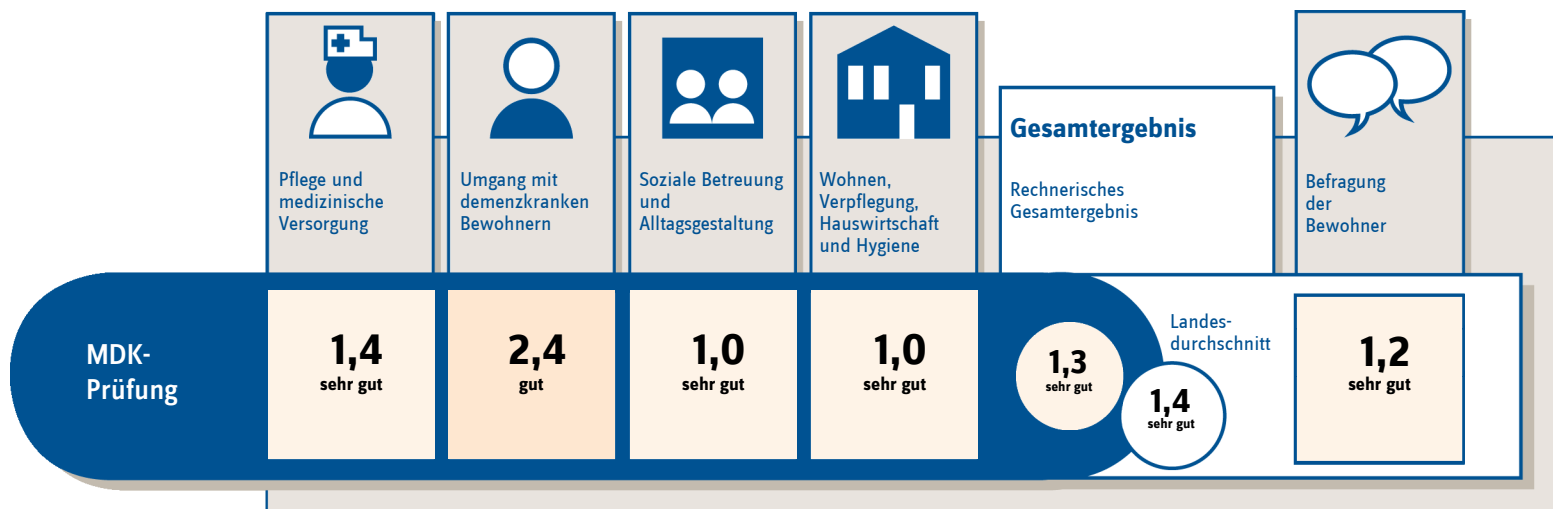 Pflege und
medizinische
Versorgung
Umgang mit
demenzkranken
Bewohnern
Soziale Betreuung
und
Alltagsgestaltung
Wohnen,
Verpflegung,
Hauswirtschaft
und Hygiene
Gesamtergebnis
Rechnerisches
Gesamtergebnis
Befragung
der
Bewohner
MDK-
Prüfung
1,4
sehr gut
2,4
gut
1,0
sehr gut
1,0
sehr gut
1,3
sehr gut
Landes-
durchschnitt
1,4
sehr gut
1,2
sehr gut